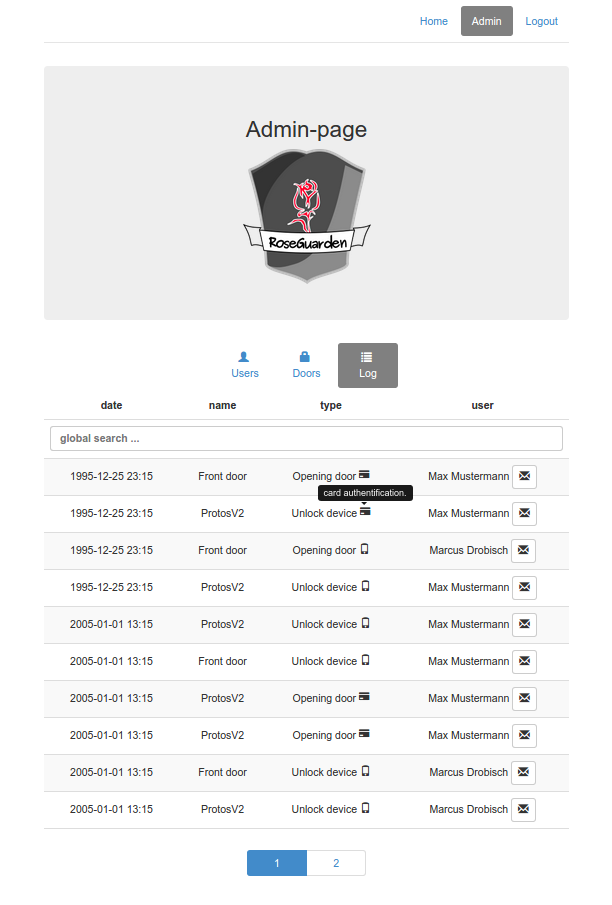 Home Admin Logout
Admin-page
RoseGuarden
Users Doors Log
date name type user
global search ...
1995-12-25 23:15 Front door Opening door Max Mustermann
card authentification.
1995-12-25 23:15 ProtosV2 Unlock device Max Mustermann
1995-12-25 23:15 Front door Opening door Marcus Drobisch
1995-12-25 23:15 ProtosV2 Unlock device Max Mustermann
2005-01-01 13:15 ProtosV2 Unlock device Max Mustermann
2005-01-01 13:15 Front door Unlock device Max Mustermann
2005-01-01 13:15 ProtosV2 Opening door Max Mustermann
2005-01-01 13:15 ProtosV2 Opening door Max Mustermann
2005-01-01 13:15 Front door Unlock device Marcus Drobisch
2005-01-01 13:15 ProtosV2 Unlock device Marcus Drobisch
1 2